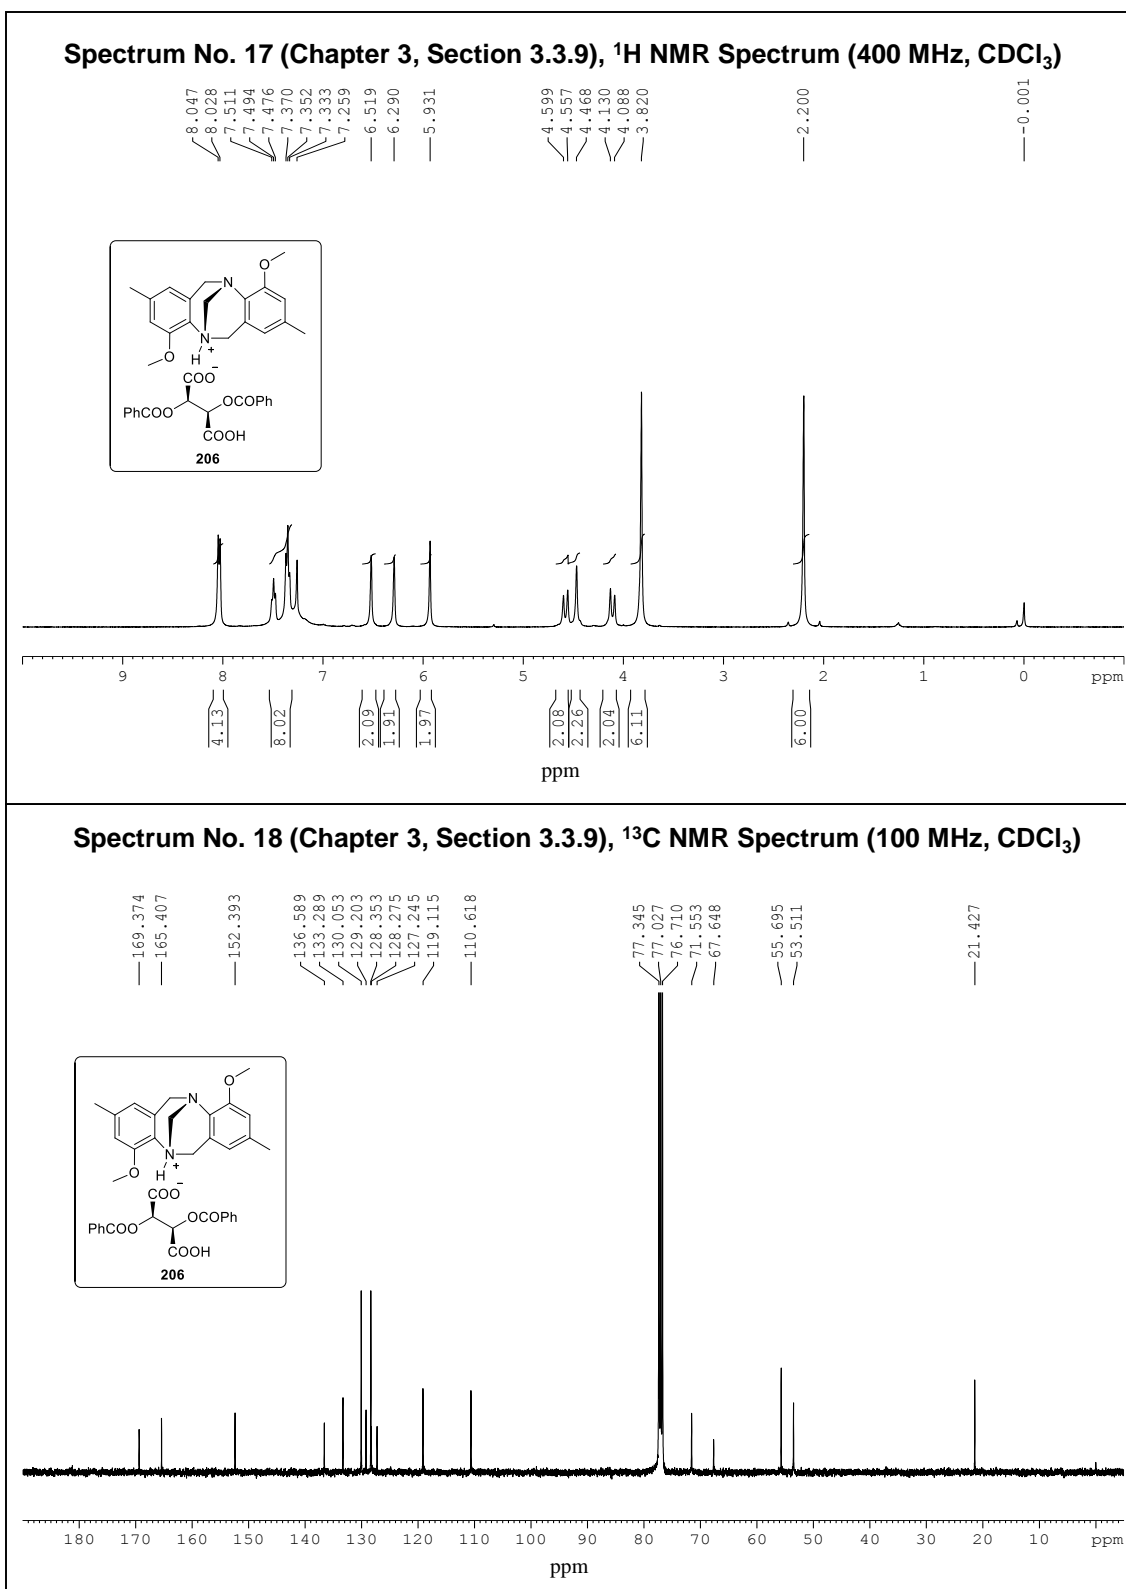 Spectrum No. 17 (Chapter 3, Section 3.3.9), ¹H NMR Spectrum (400 MHz, CDCl₃)
8.047
8.028
7.511
7.494
7.476
7.370
7.352
7.333
7.259
6.519
6.290
5.931
4.599
4.557
4.468
4.130
4.088
3.820
2.200
-0.001
O
N
N
H
+
O
COO⁻
PhCOO
OCOPh
COOH
206
9 8 7 6 5 4 3 2 1 0 ppm
4.13 8.02 2.09 1.91 1.97 2.08 2.26 2.04 6.11 6.00
ppm
Spectrum No. 18 (Chapter 3, Section 3.3.9), ¹³C NMR Spectrum (100 MHz, CDCl₃)
169.374
165.407
152.393
136.589
133.289
130.053
129.203
128.353
128.275
127.245
119.115
110.618
77.345
77.027
76.710
71.553
67.648
55.695
53.511
21.427
O
N
N
H
+
O
COO⁻
PhCOO
OCOPh
COOH
206
180 170 160 150 140 130 120 110 100 90 80 70 60 50 40 30 20 10 0 ppm
ppm